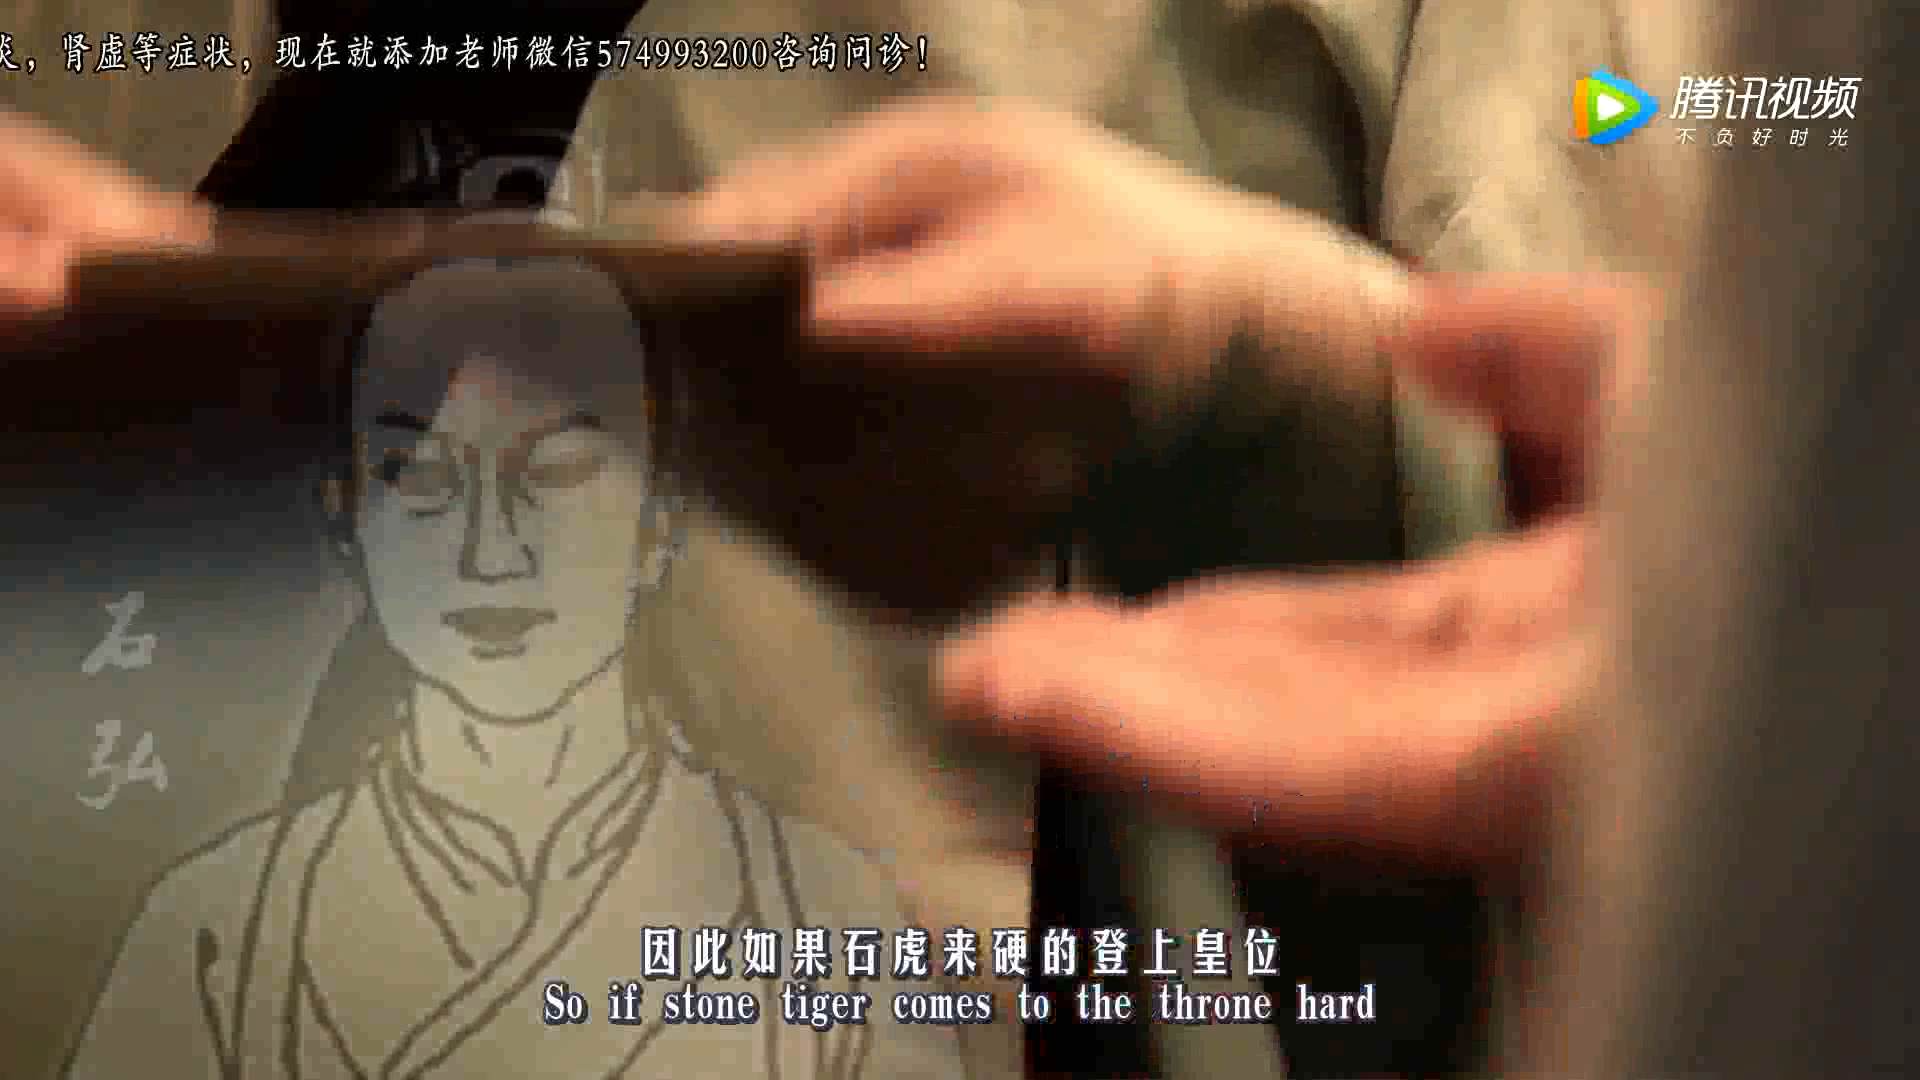 炎，肾虚等症状，现在就添加老师微信574993200咨询问诊！
腾讯视频
不负好时光
石弘
因此如果石虎来硬的登上皇位
So if stone tiger comes to the throne hard